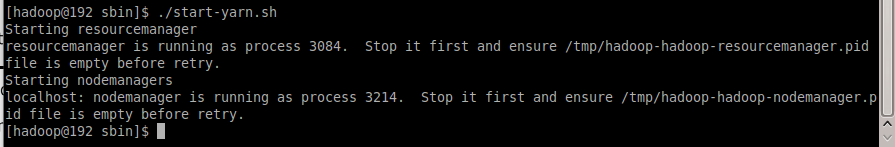 [hadoop@192 sbin]$ ./start-yarn.sh
Starting resourcemanager
resourcemanager is running as process 3084.  Stop it first and ensure /tmp/hadoop-hadoop-resourcemanager.pid
file is empty before retry.
Starting nodemanagers
localhost: nodemanager is running as process 3214.  Stop it first and ensure /tmp/hadoop-hadoop-nodemanager.p
id file is empty before retry.
[hadoop@192 sbin]$